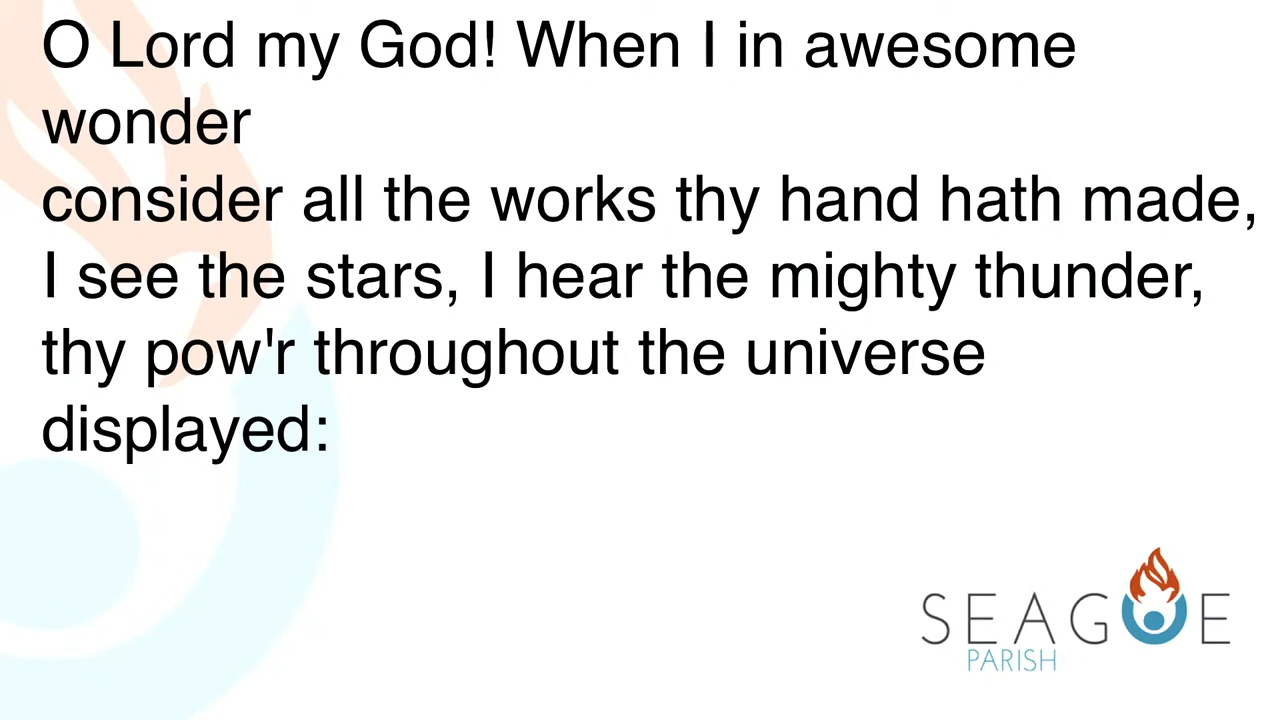 O Lord my God! When I in awesome
wonder
consider all the works thy hand hath made,
I see the stars, I hear the mighty thunder,
thy pow'r throughout the universe
displayed:
SEAGOE
PARISH